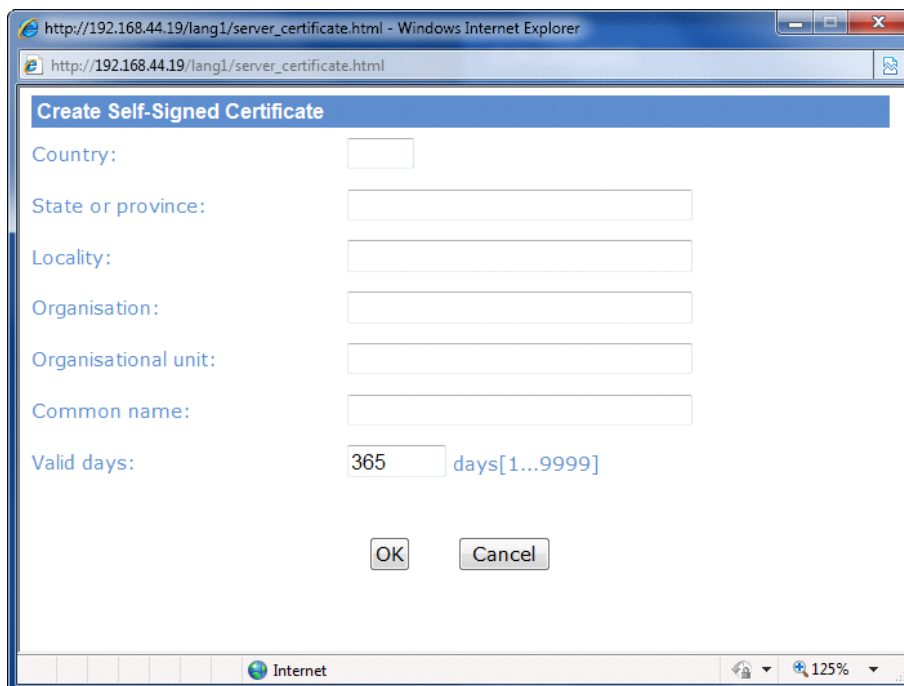 http://192.168.44.19/lang1/server_certificate.html - Windows Internet Explorer
http://192.168.44.19/lang1/server_certificate.html
Create Self-Signed Certificate
Country:
State or province:
Locality:
Organisation:
Organisational unit:
Common name:
Valid days: 365 days[1...9999]
OK Cancel
Internet 125%